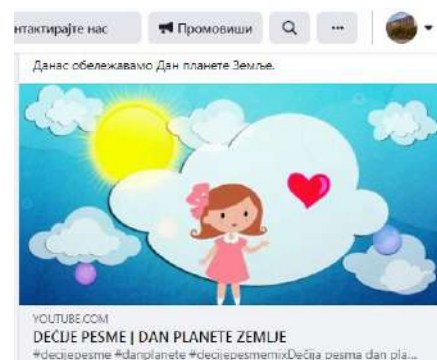 нтактирајте нас Промовиши ...
Данас обележавамо Дан планете Земље.
YOUTUBE.COM
DEČIJE PESME | DAN PLANETE ZEMLJE
#decijepesme #danplanete #decijepesmemixDečija pesma dan pla...